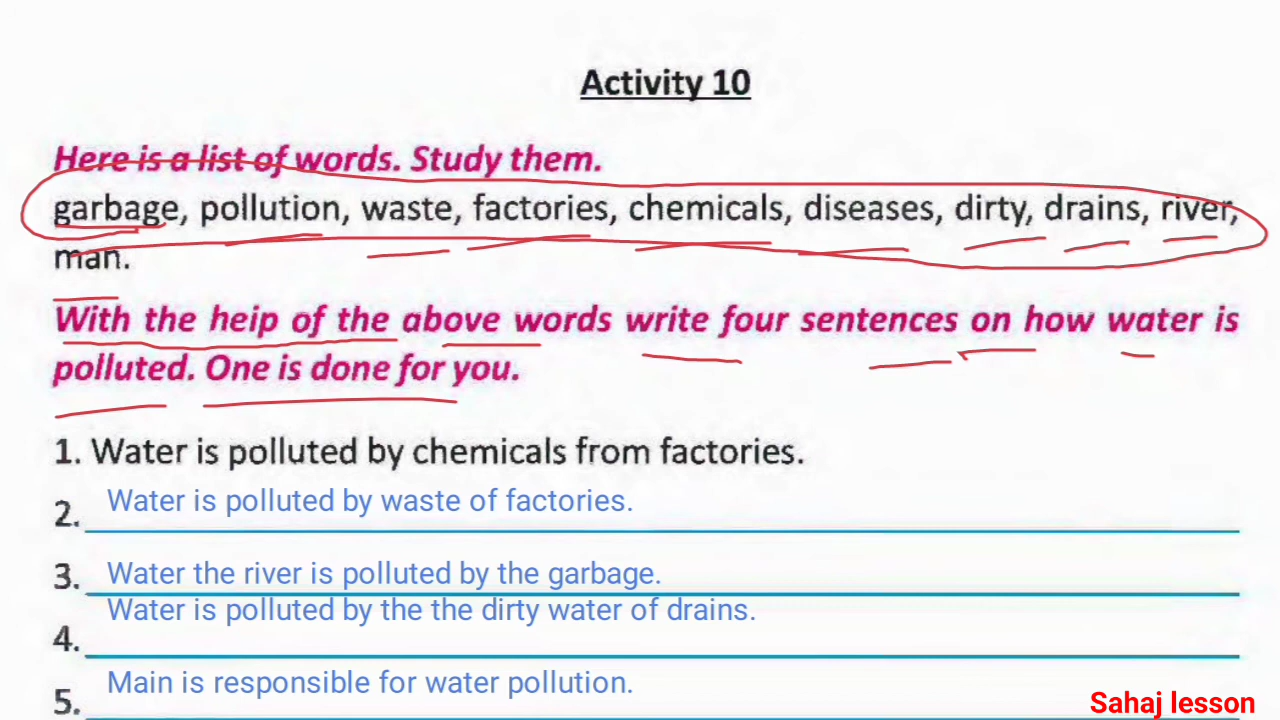 Activity 10
Here is a list of words. Study them.
garbage, pollution, waste, factories, chemicals, diseases, dirty, drains, river,
man.
With the heip of the above words write four sentences on how water is
polluted. One is done for you.
1. Water is polluted by chemicals from factories.
2. Water is polluted by waste of factories.
3. Water the river is polluted by the garbage.
4. Water is polluted by the the dirty water of drains.
5. Main is responsible for water pollution.
Sahaj lesson